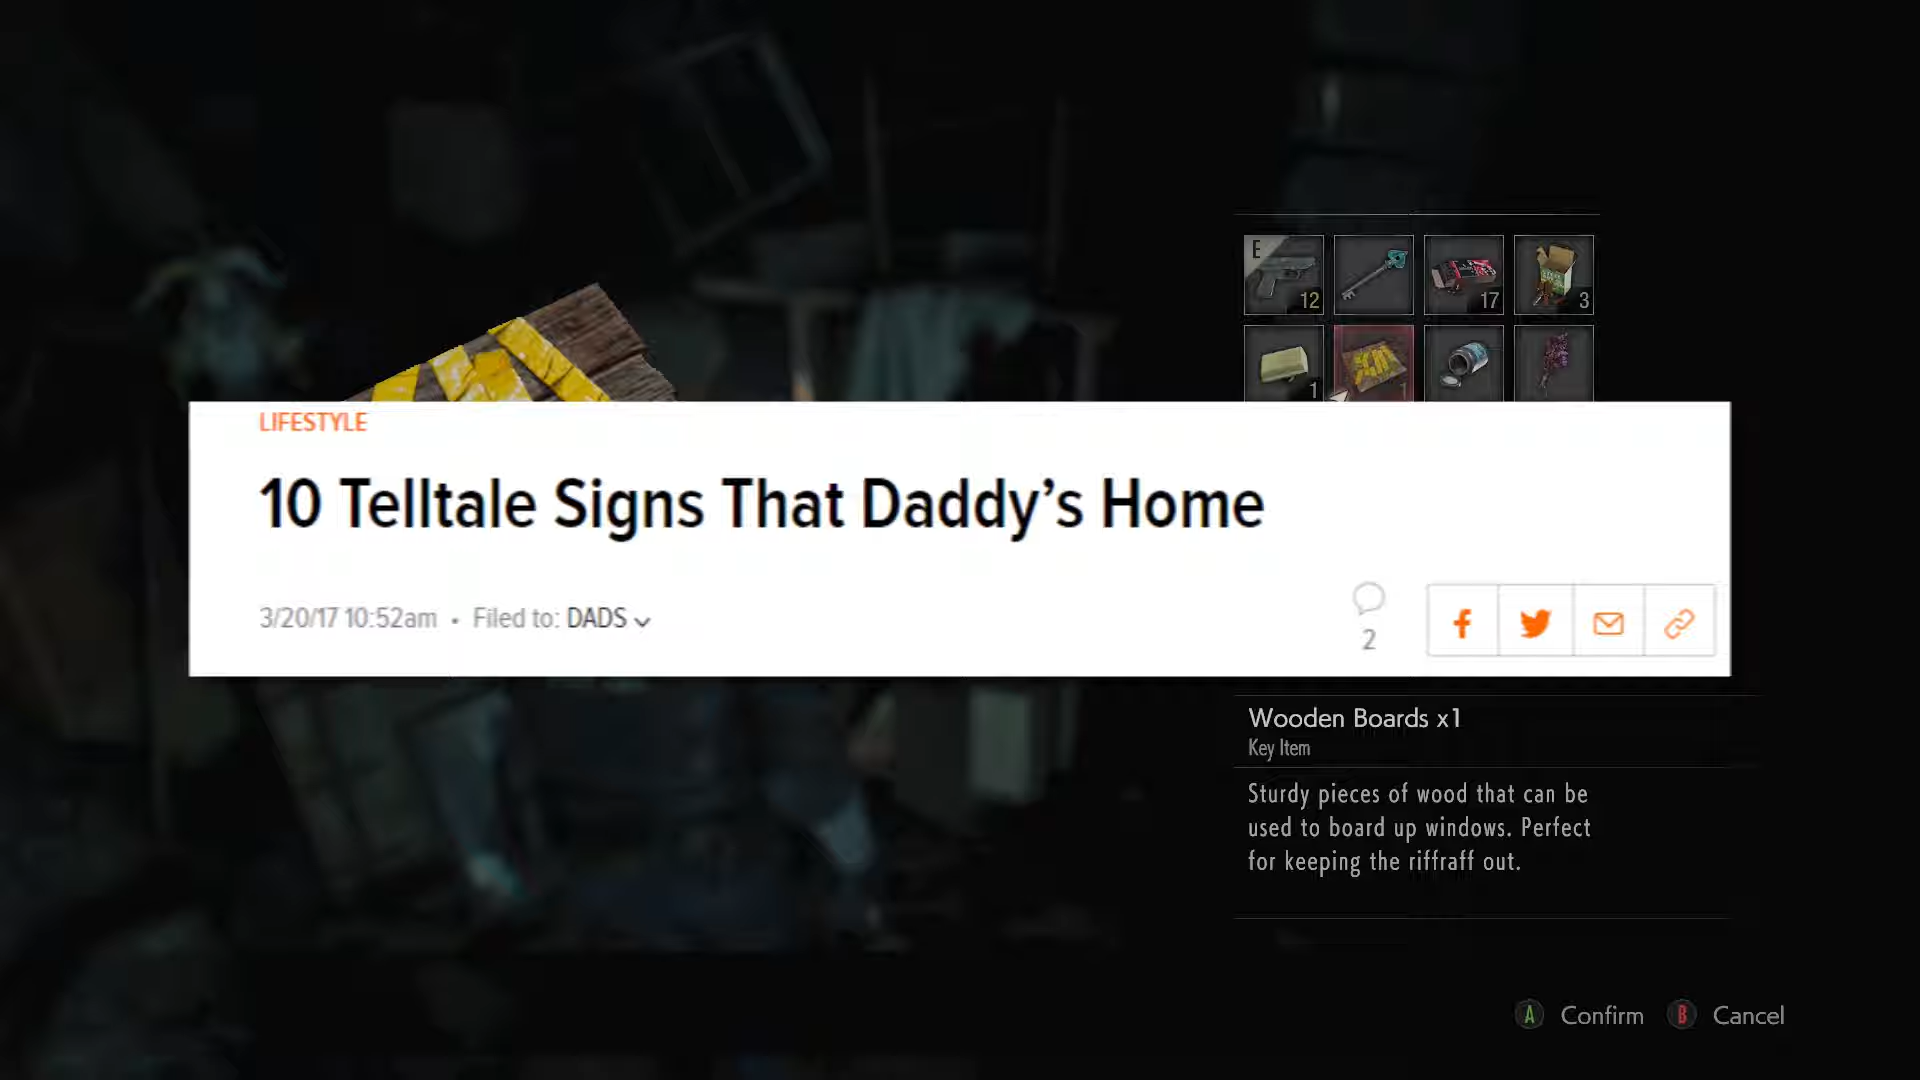 E
12
17
3
1
1
LIFESTYLE
10 Telltale Signs That Daddy's Home
3/20/17 10:52am • Filed to: DADS
2
Wooden Boards x1
Key Item
Sturdy pieces of wood that can be
used to board up windows. Perfect
for keeping the riffraff out.
A Confirm B Cancel